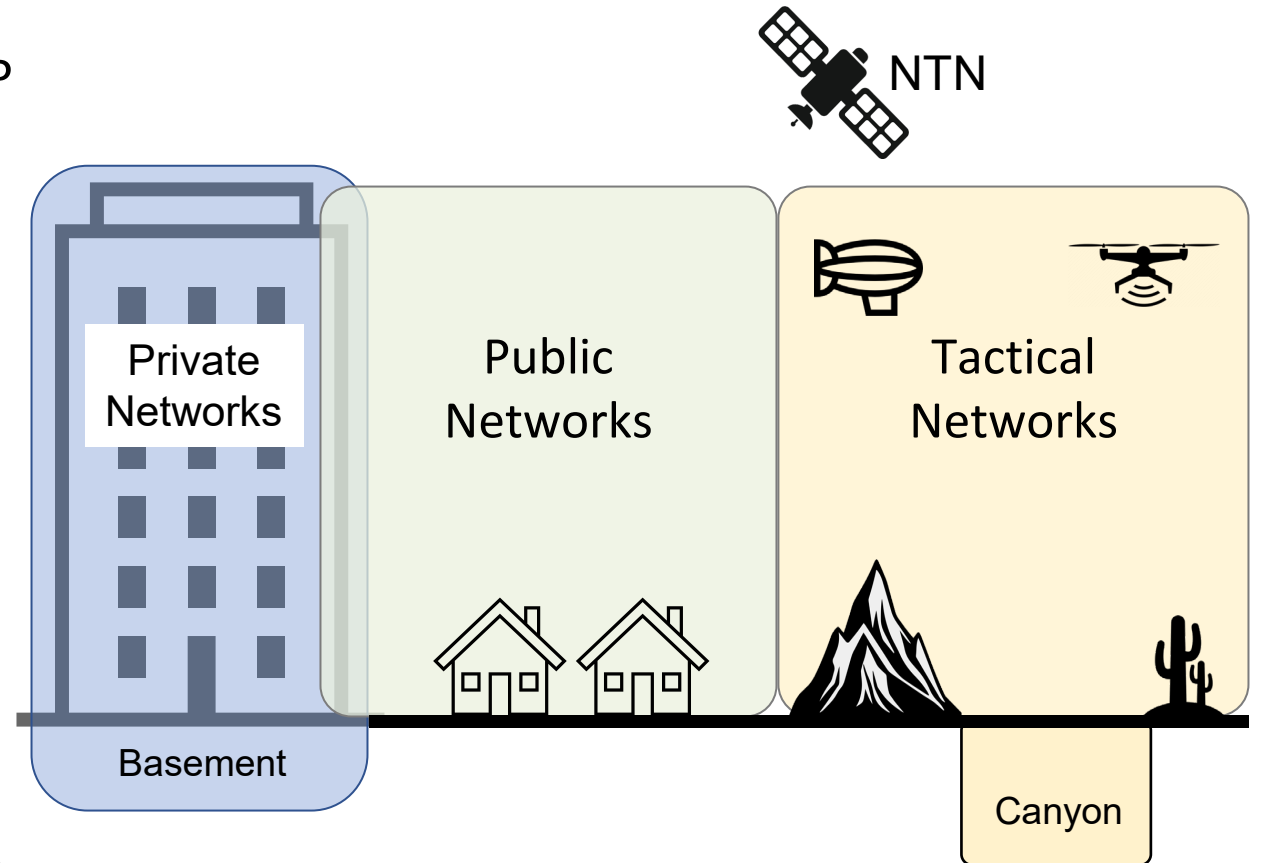 NTN
Private
Networks
Public
Networks
Tactical
Networks
Basement
Canyon